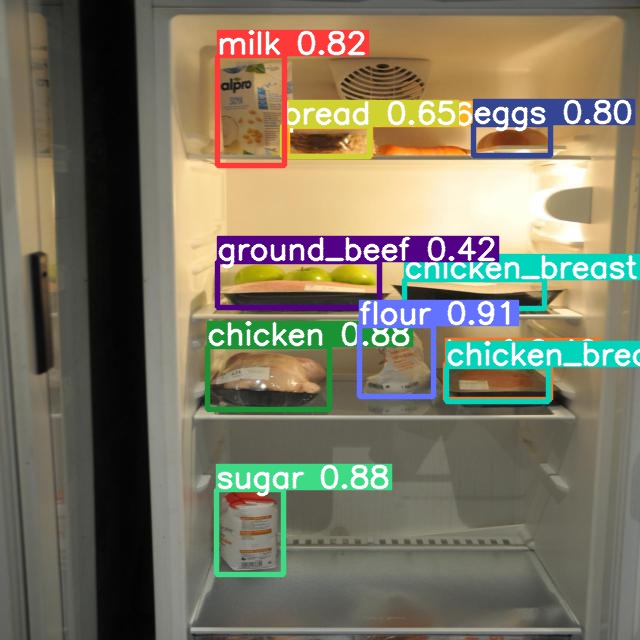 milk 0.82
alpro
bread 0.656
eggs 0.80
ground_beef 0.42
chicken_breast
flour 0.91
chicken 0.88
chicken_brea
sugar 0.88